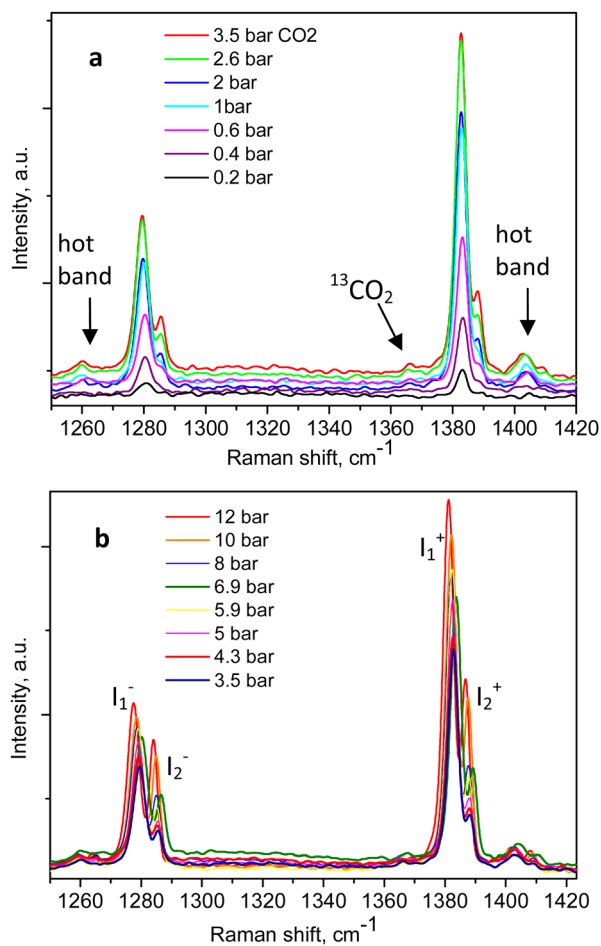 a
3.5 bar CO2
2.6 bar
2 bar
1bar
0.6 bar
0.4 bar
0.2 bar
hot
band
¹³CO₂
hot
band
Intensity, a.u.
1260 1280 1300 1320 1340 1360 1380 1400 1420
Raman shift, cm⁻¹
b
12 bar
10 bar
8 bar
6.9 bar
5.9 bar
5 bar
4.3 bar
3.5 bar
I₁⁺
I₂⁺
I₁⁻
I₂⁻
Intensity, a.u.
1260 1280 1300 1320 1340 1360 1380 1400 1420
Raman shift, cm⁻¹